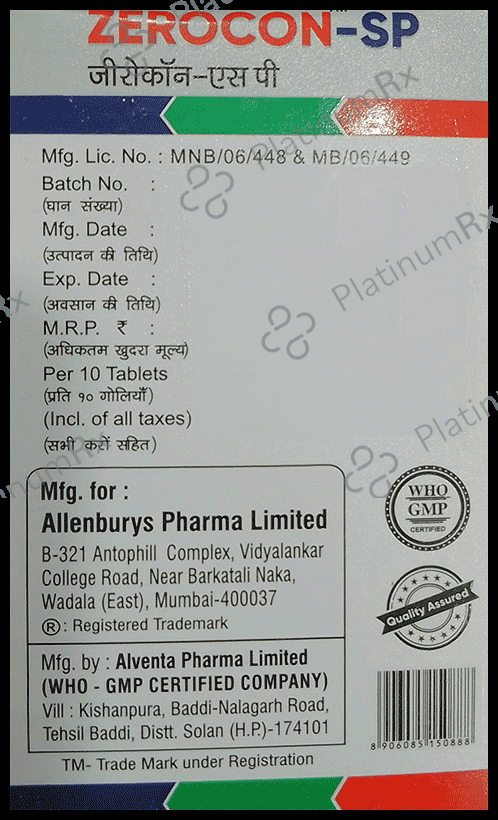 ZEROCON-SP
जीरोकॉन-एस पी
Mfg. Lic. No. : MNB/06/448 & MB/06/449
Batch No. :
(घान संख्या)
Mfg. Date :
(उत्पादन की तिथि)
Exp. Date :
(अवसान की तिथि)
M.R.P. ₹ :
(अधिकतम खुदरा मूल्य)
Per 10 Tablets
(प्रति १० गोलियाँ)
(Incl. of all taxes)
(सभी करों सहित)
Mfg. for :
Allenburys Pharma Limited
B-321 Antophill Complex, Vidyalankar
College Road, Near Barkatali Naka,
Wadala (East), Mumbai-400037
®: Registered Trademark
Mfg. by : Alventa Pharma Limited
(WHO - GMP CERTIFIED COMPANY)
Vill : Kishanpura, Baddi-Nalagarh Road,
Tehsil Baddi, Distt. Solan (H.P.)-174101
TM- Trade Mark under Registration
WHO
GMP
CERTIFIED
Quality Assured
8 906085 150888
PlatinumRx
PlatinumRx
PlatinumRx
PlatinumRx